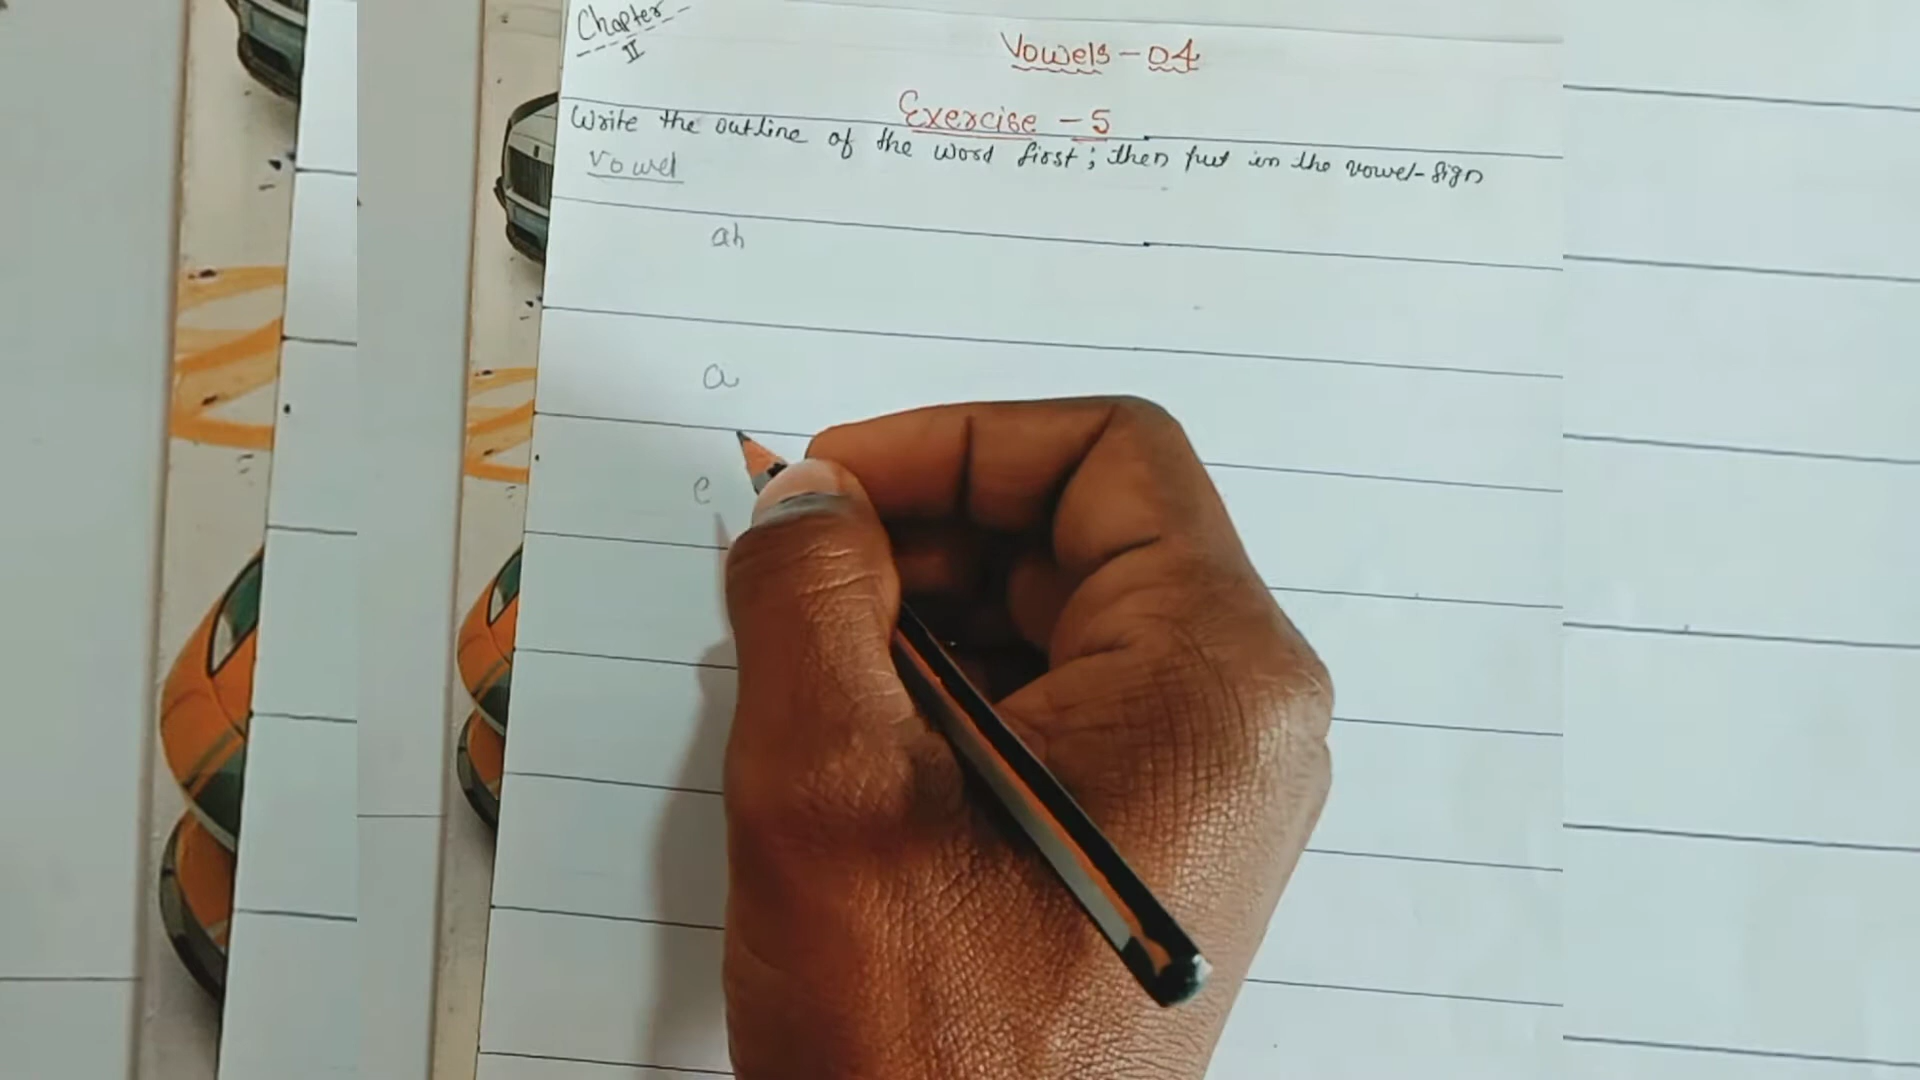 Chapter
II
Vowels - 04
Exercise - 5
Write the outline of the word first; then put in the vowel-sign
Vowel
ah
a
e